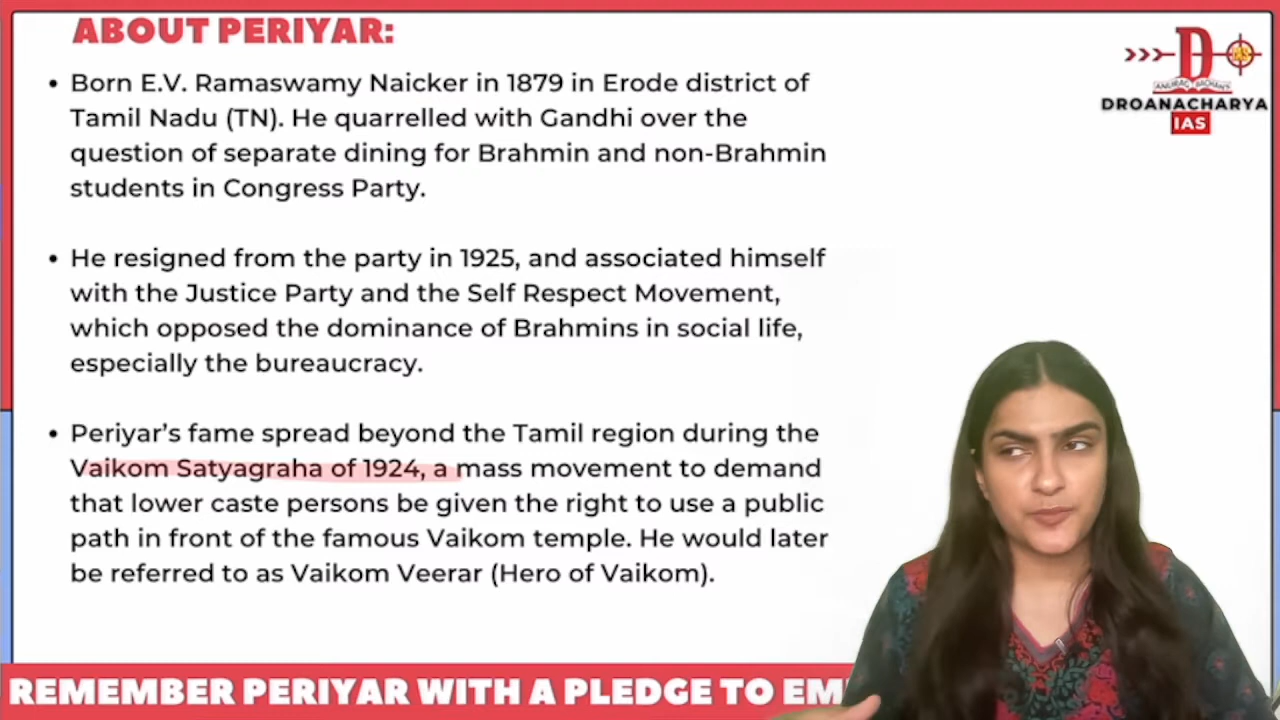 ABOUT PERIYAR:
• Born E.V. Ramaswamy Naicker in 1879 in Erode district of
Tamil Nadu (TN). He quarrelled with Gandhi over the
question of separate dining for Brahmin and non-Brahmin
students in Congress Party.
• He resigned from the party in 1925, and associated himself
with the Justice Party and the Self Respect Movement,
which opposed the dominance of Brahmins in social life,
especially the bureaucracy.
• Periyar's fame spread beyond the Tamil region during the
Vaikom Satyagraha of 1924, a mass movement to demand
that lower caste persons be given the right to use a public
path in front of the famous Vaikom temple. He would later
be referred to as Vaikom Veerar (Hero of Vaikom).
D
IAS
ANURAG BACHAN'S
DROANACHARYA
IAS
REMEMBER PERIYAR WITH A PLEDGE TO EM